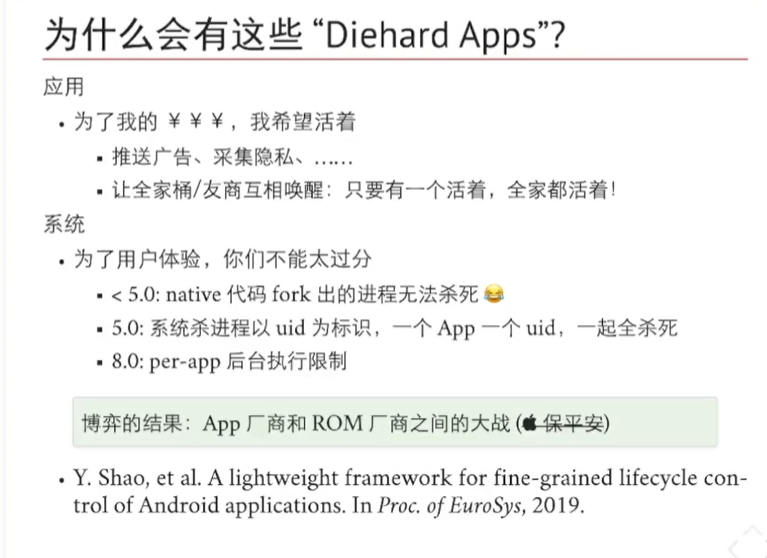 为什么会有这些 “Diehard Apps”?
应用
• 为了我的 ¥ ¥ ¥，我希望活着
▪ 推送广告、采集隐私、……
▪ 让全家桶/友商互相唤醒：只要有一个活着，全家都活着！
系统
• 为了用户体验，你们不能太过分
▪ < 5.0: native 代码 fork 出的进程无法杀死 😂
▪ 5.0: 系统杀进程以 uid 为标识，一个 App 一个 uid，一起全杀死
▪ 8.0: per-app 后台执行限制
博弈的结果：App 厂商和 ROM 厂商之间的大战 ( 保平安)
• Y. Shao, et al. A lightweight framework for fine-grained lifecycle con-
trol of Android applications. In Proc. of EuroSys, 2019.